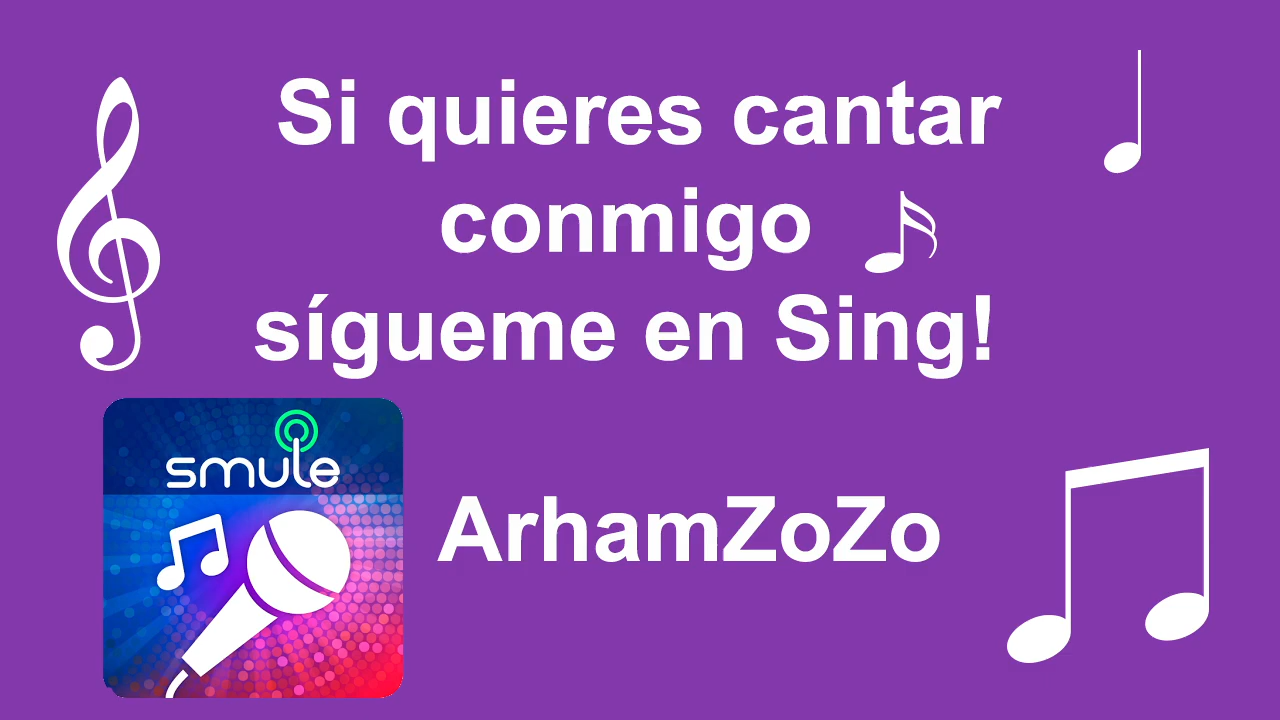 Si quieres cantar
conmigo
sígueme en Sing!
smule
ArhamZoZo